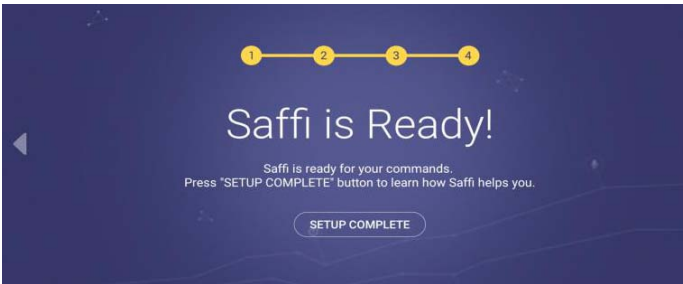 1 2 3 4
Saffi is Ready!
Saffi is ready for your commands.
Press "SETUP COMPLETE" button to learn how Saffi helps you.
SETUP COMPLETE